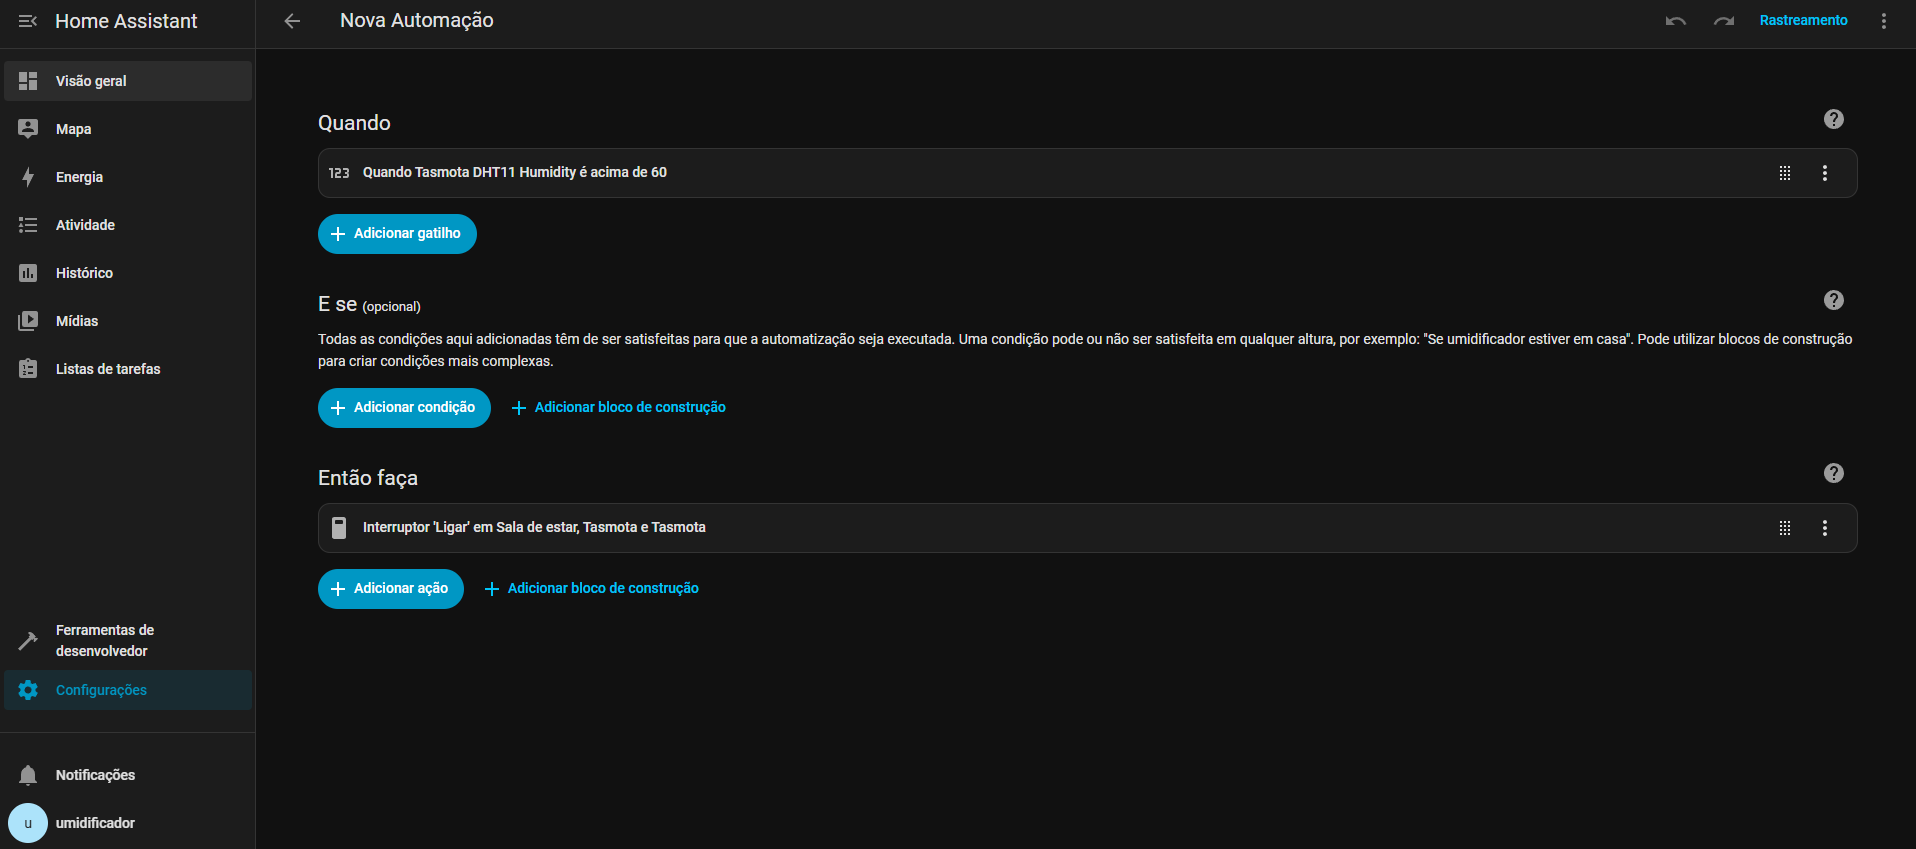 Home Assistant
Nova Automação
Rastreamento
Visão geral
Mapa
Energia
Atividade
Histórico
Mídias
Listas de tarefas
Ferramentas de
desenvolvedor
Configurações
Notificações
u
umidificador
Quando
123
Quando Tasmota DHT11 Humidity é acima de 60
Adicionar gatilho
E se (opcional)
Todas as condições aqui adicionadas têm de ser satisfeitas para que a automatização seja executada. Uma condição pode ou não ser satisfeita em qualquer altura, por exemplo: "Se umidificador estiver em casa". Pode utilizar blocos de construção
para criar condições mais complexas.
Adicionar condição
Adicionar bloco de construção
Então faça
Interruptor 'Ligar' em Sala de estar, Tasmota e Tasmota
Adicionar ação
Adicionar bloco de construção